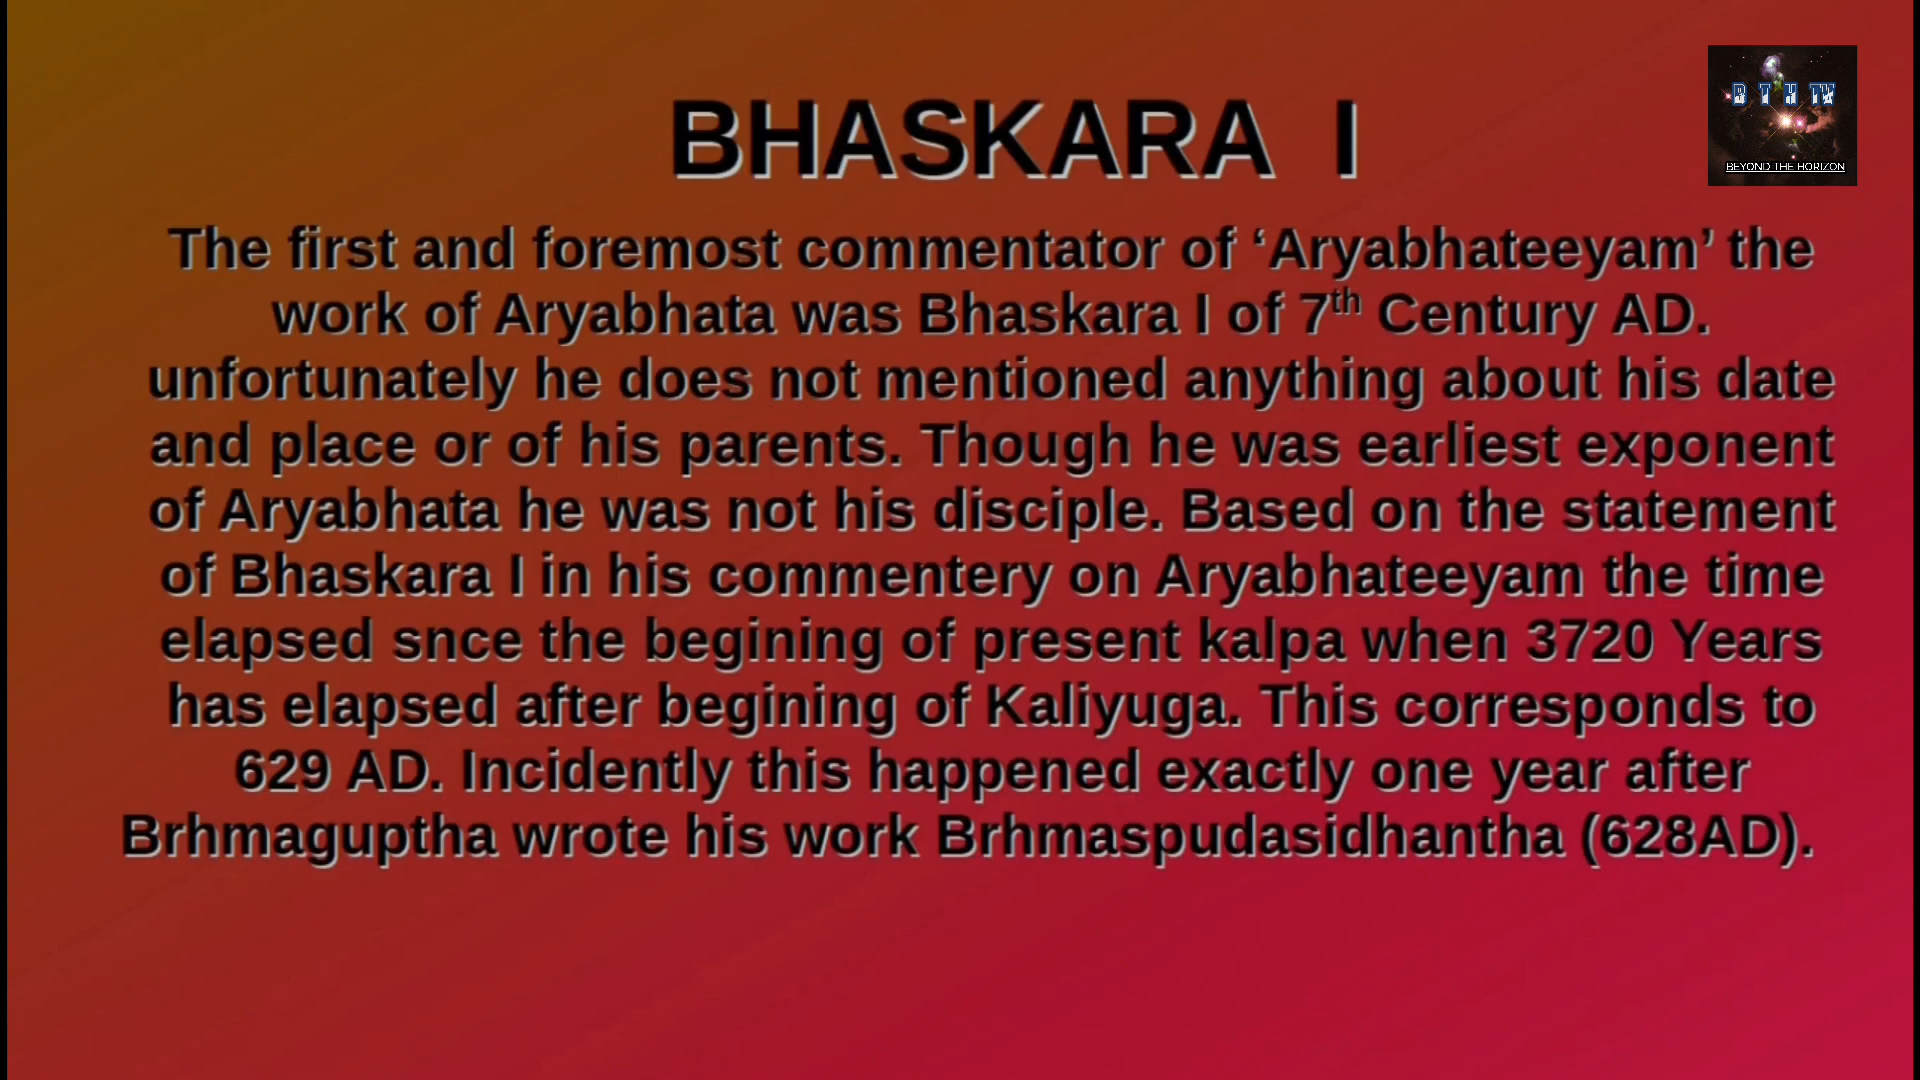 BHASKARA I
B T H TV
BEYOND THE HORIZON
The first and foremost commentator of ‘Aryabhateeyam’ the
work of Aryabhata was Bhaskara I of 7th Century AD.
unfortunately he does not mentioned anything about his date
and place or of his parents. Though he was earliest exponent
of Aryabhata he was not his disciple. Based on the statement
of Bhaskara I in his commentery on Aryabhateeyam the time
elapsed snce the begining of present kalpa when 3720 Years
has elapsed after begining of Kaliyuga. This corresponds to
629 AD. Incidently this happened exactly one year after
Brhmaguptha wrote his work Brhmaspudasidhantha (628AD).